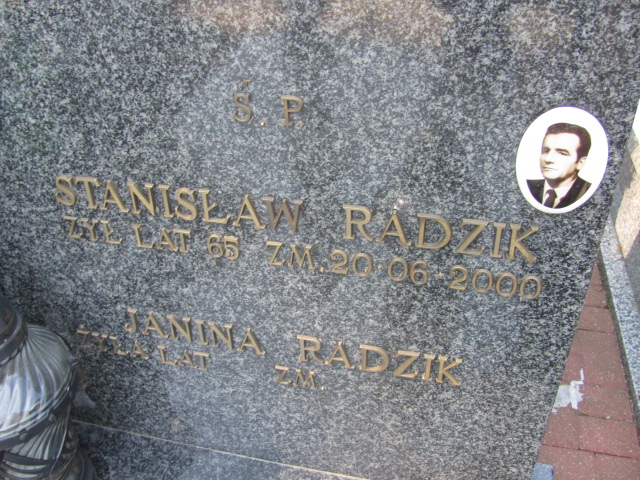 Ś. P.
STANISŁAW RADZIK
ŻYŁ LAT 65 ZM. 20·06·2000
JANINA RADZIK
ŻYŁA LAT ZM.